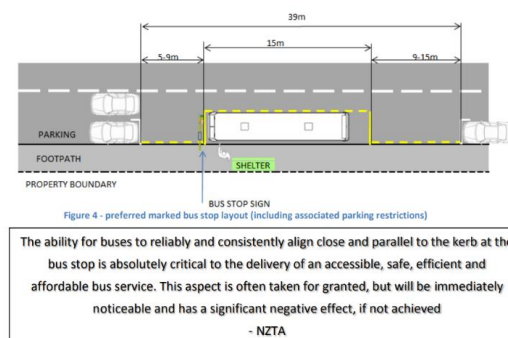 39m
5-9m
15m
9-15m
PARKING
FOOTPATH
SHELTER
PROPERTY BOUNDARY
BUS STOP SIGN
Figure 4 - preferred marked bus stop layout (including associated parking restrictions)
The ability for buses to reliably and consistently align close and parallel to the kerb at the
bus stop is absolutely critical to the delivery of an accessible, safe, efficient and
affordable bus service. This aspect is often taken for granted, but will be immediately
noticeable and has a significant negative effect, if not achieved
- NZTA